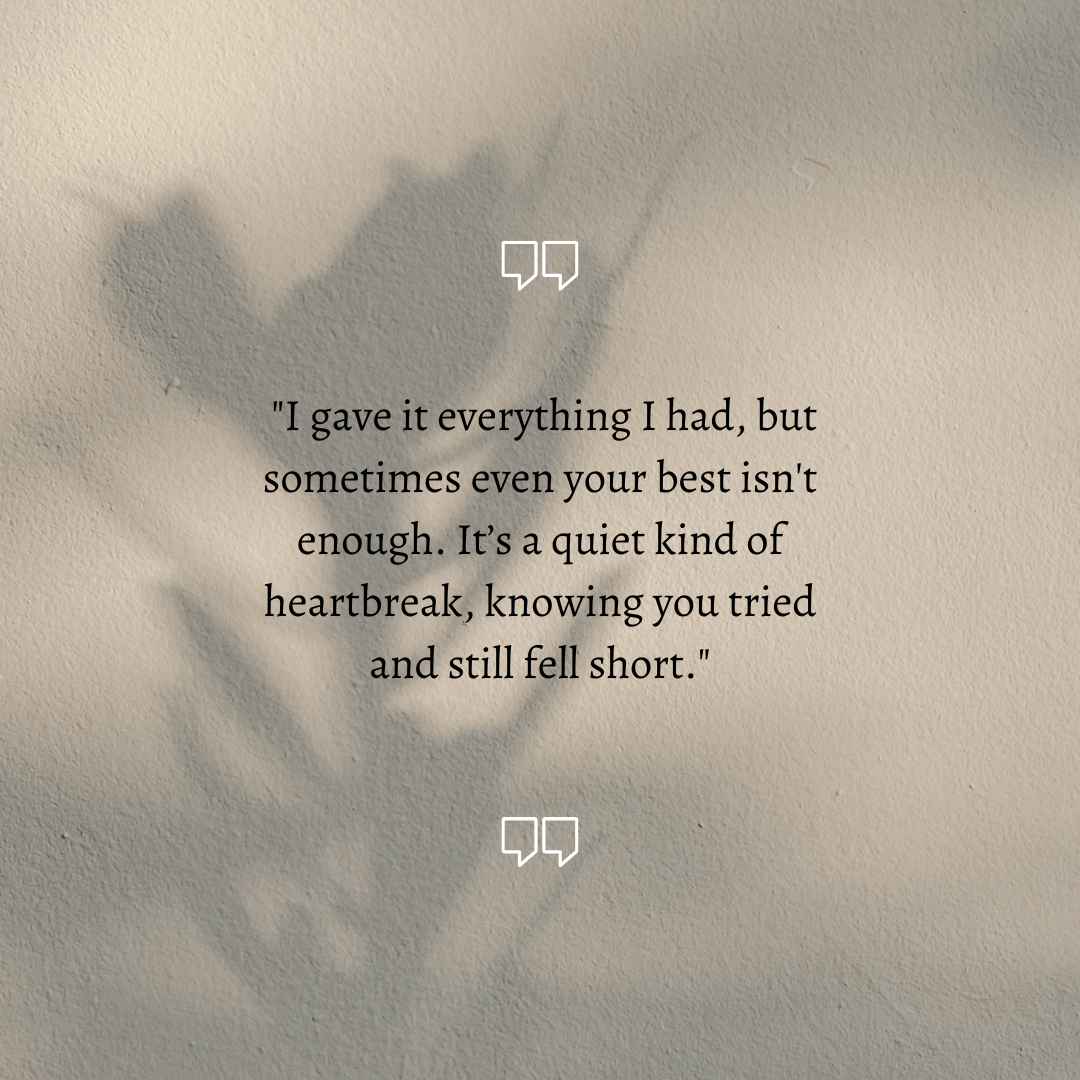 "I gave it everything I had, but
sometimes even your best isn't
enough. It’s a quiet kind of
heartbreak, knowing you tried
and still fell short."